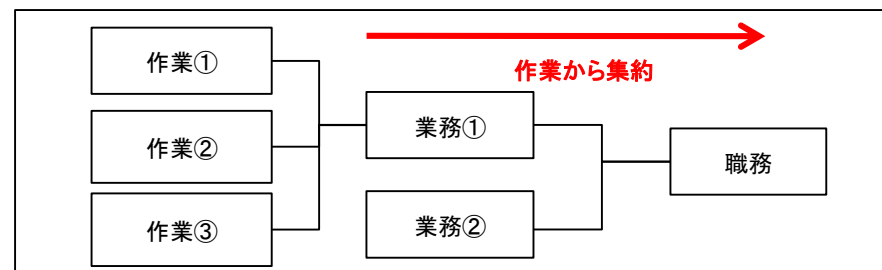 作業①
作業から集約
作業②
業務①
職務
作業③
業務②